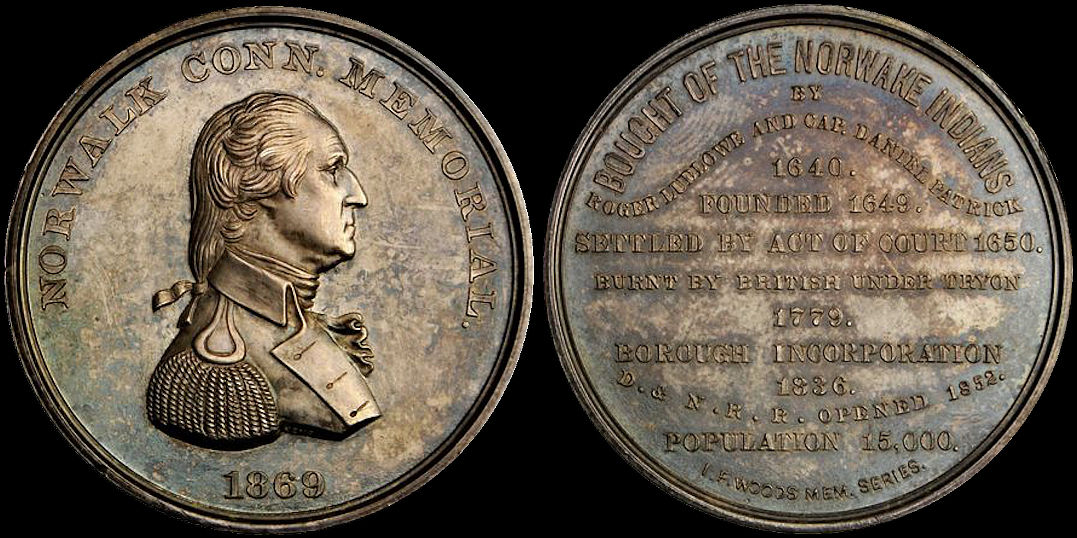 NORWALK CONN. MEMORIAL.
1869
BOUGHT OF THE NORWAKE INDIANS
BY
ROGER LUDLOWE AND CAP. DANIEL PATRICK
1640.
FOUNDED 1649.
SETTLED BY ACT OF COURT 1650.
BURNT BY BRITISH UNDER TRYON
1779.
BOROUGH INCORPORATION
1836.
D. & N. R. R. OPENED 1852.
POPULATION 15,000.
I. F. WOODS MEM. SERIES.